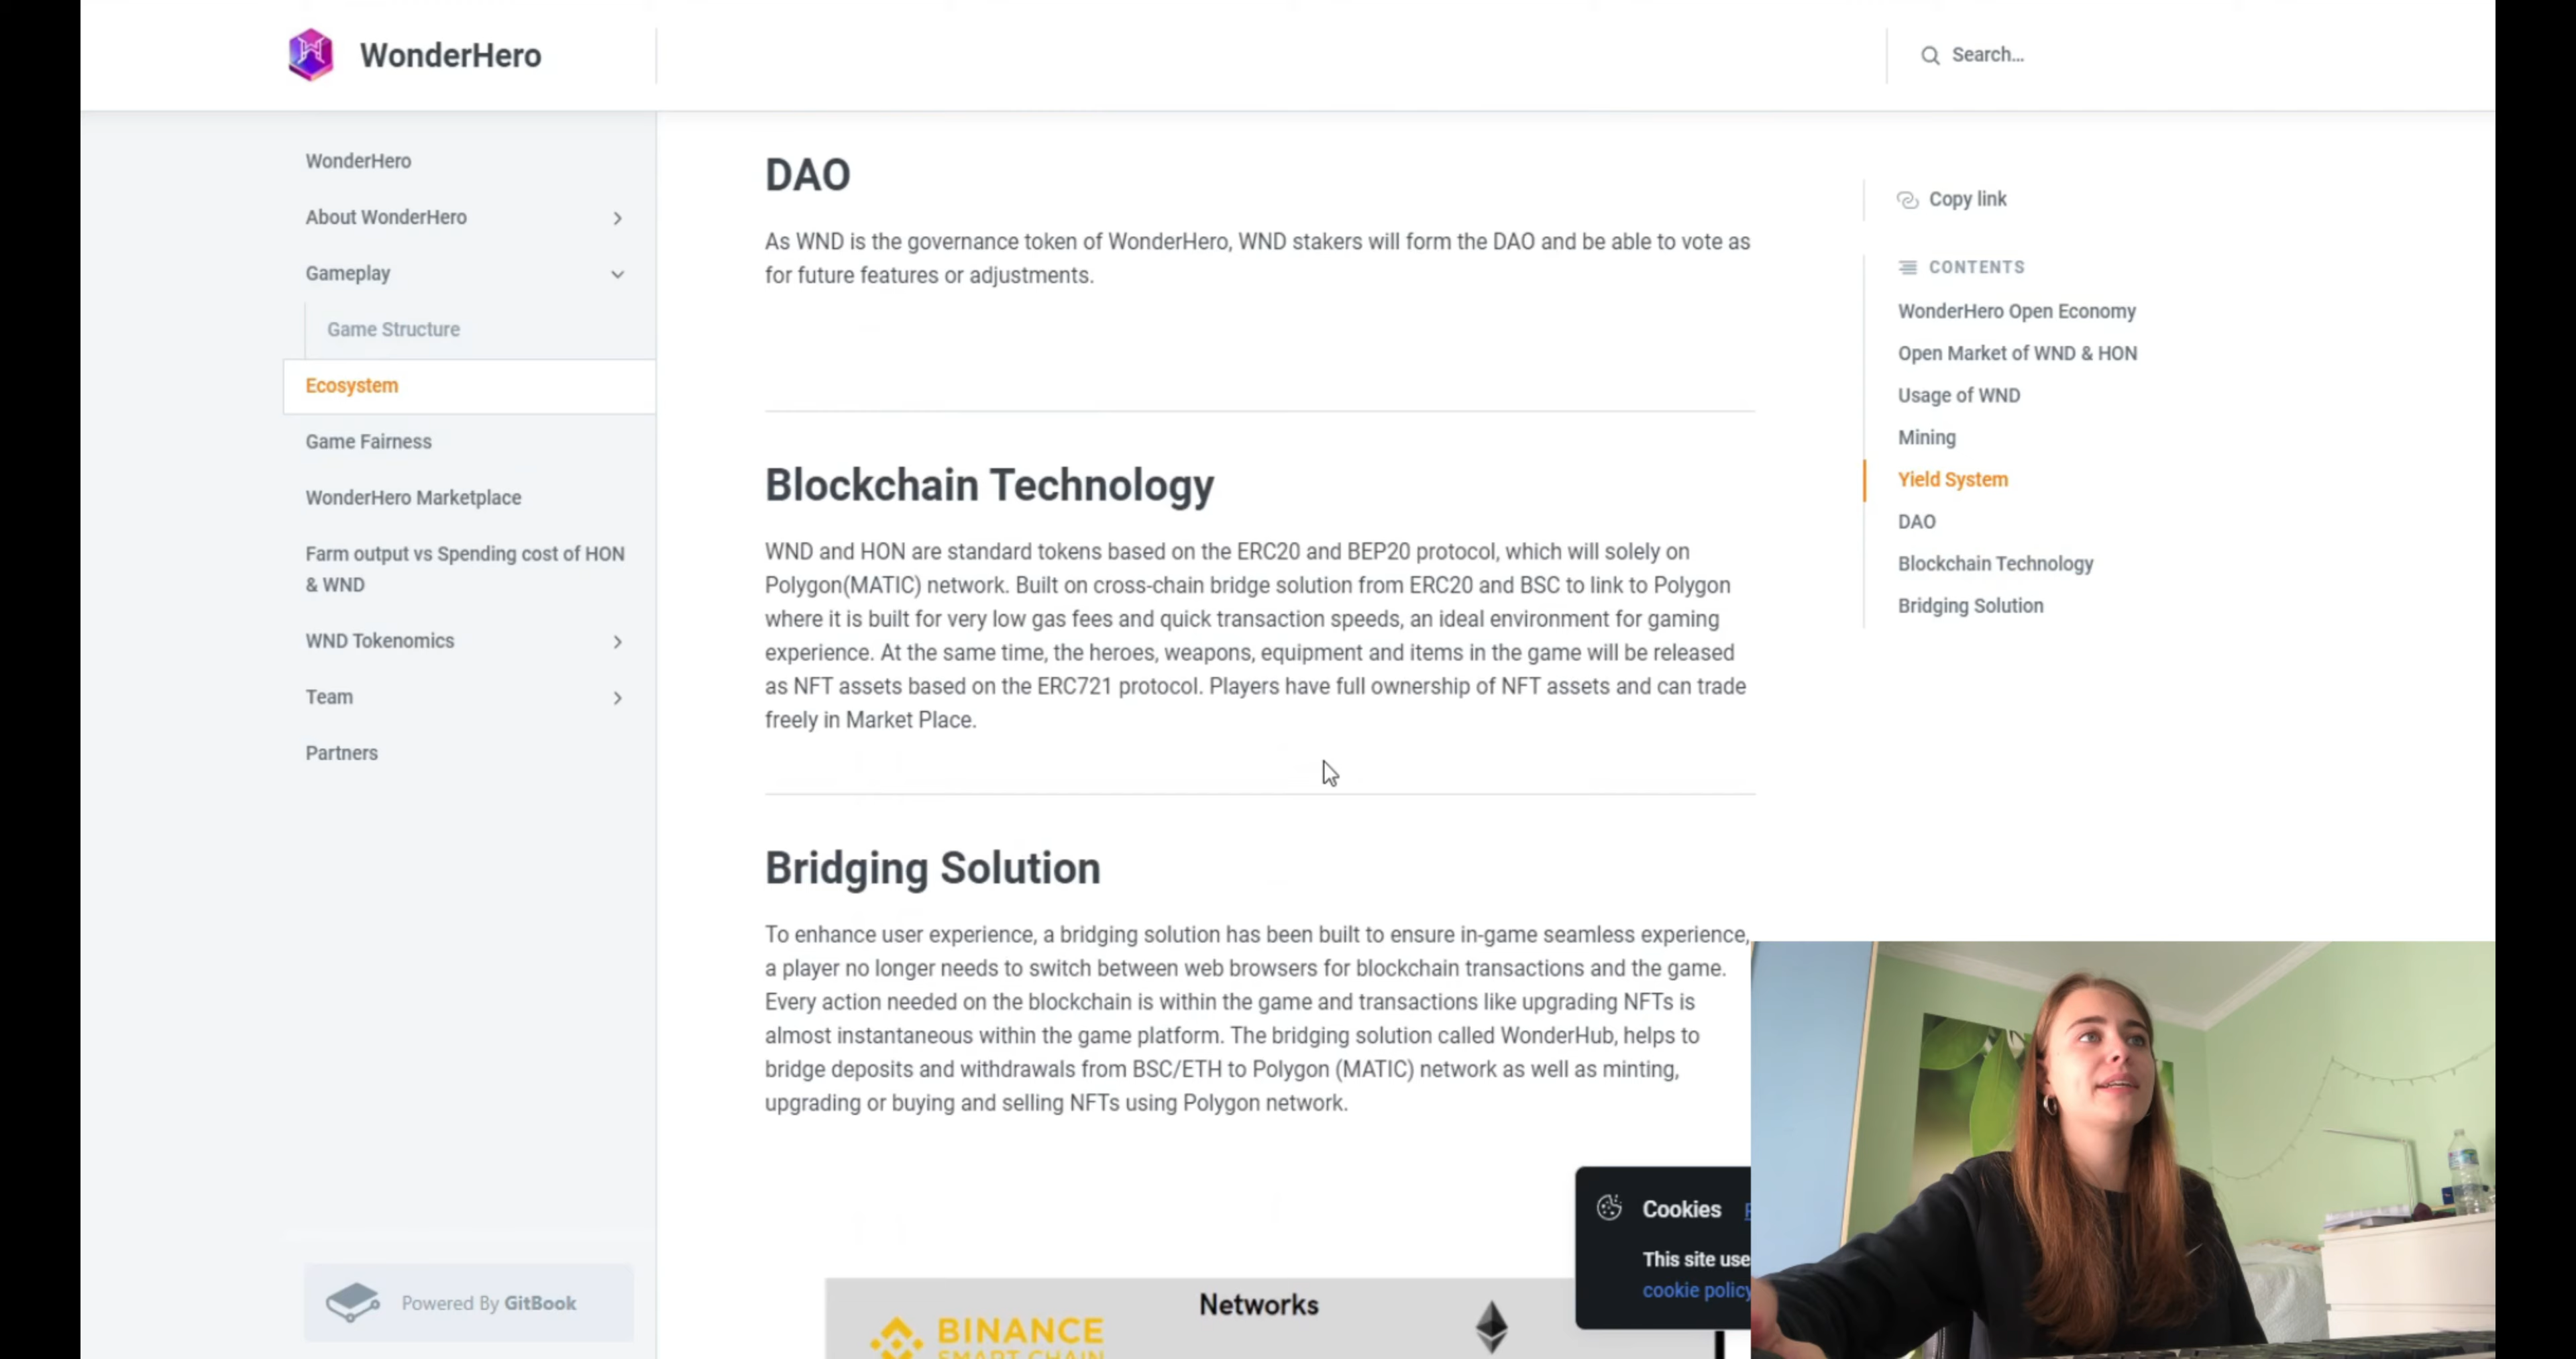 WonderHero
Search...
WonderHero
About WonderHero
Gameplay
Game Structure
Ecosystem
Game Fairness
WonderHero Marketplace
Farm output vs Spending cost of HON
& WND
WND Tokenomics
Team
Partners
Powered By GitBook
DAO
As WND is the governance token of WonderHero, WND stakers will form the DAO and be able to vote as
for future features or adjustments.
Blockchain Technology
WND and HON are standard tokens based on the ERC20 and BEP20 protocol, which will solely on
Polygon(MATIC) network. Built on cross-chain bridge solution from ERC20 and BSC to link to Polygon
where it is built for very low gas fees and quick transaction speeds, an ideal environment for gaming
experience. At the same time, the heroes, weapons, equipment and items in the game will be released
as NFT assets based on the ERC721 protocol. Players have full ownership of NFT assets and can trade
freely in Market Place.
Bridging Solution
To enhance user experience, a bridging solution has been built to ensure in-game seamless experience,
a player no longer needs to switch between web browsers for blockchain transactions and the game.
Every action needed on the blockchain is within the game and transactions like upgrading NFTs is
almost instantaneous within the game platform. The bridging solution called WonderHub, helps to
bridge deposits and withdrawals from BSC/ETH to Polygon (MATIC) network as well as minting,
upgrading or buying and selling NFTs using Polygon network.
Networks
BINANCE
SMART CHAIN
Copy link
CONTENTS
WonderHero Open Economy
Open Market of WND & HON
Usage of WND
Mining
Yield System
DAO
Blockchain Technology
Bridging Solution
Cookies
This site use
cookie policy